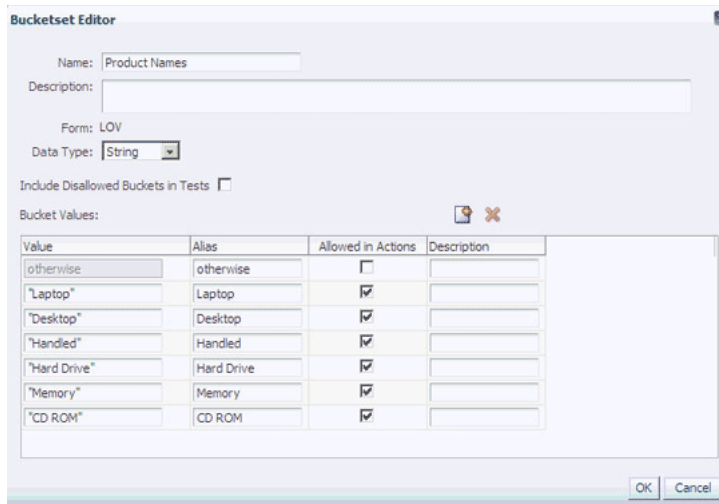 Bucketset Editor
Name: Product Names
Description:
Form: LOV
Data Type: String
Include Disallowed Buckets in Tests
Bucket Values:
Value Alias Allowed in Actions Description
otherwise otherwise
"Laptop" Laptop
"Desktop" Desktop
"Handled" Handled
"Hard Drive" Hard Drive
"Memory" Memory
"CD ROM" CD ROM
OK Cancel